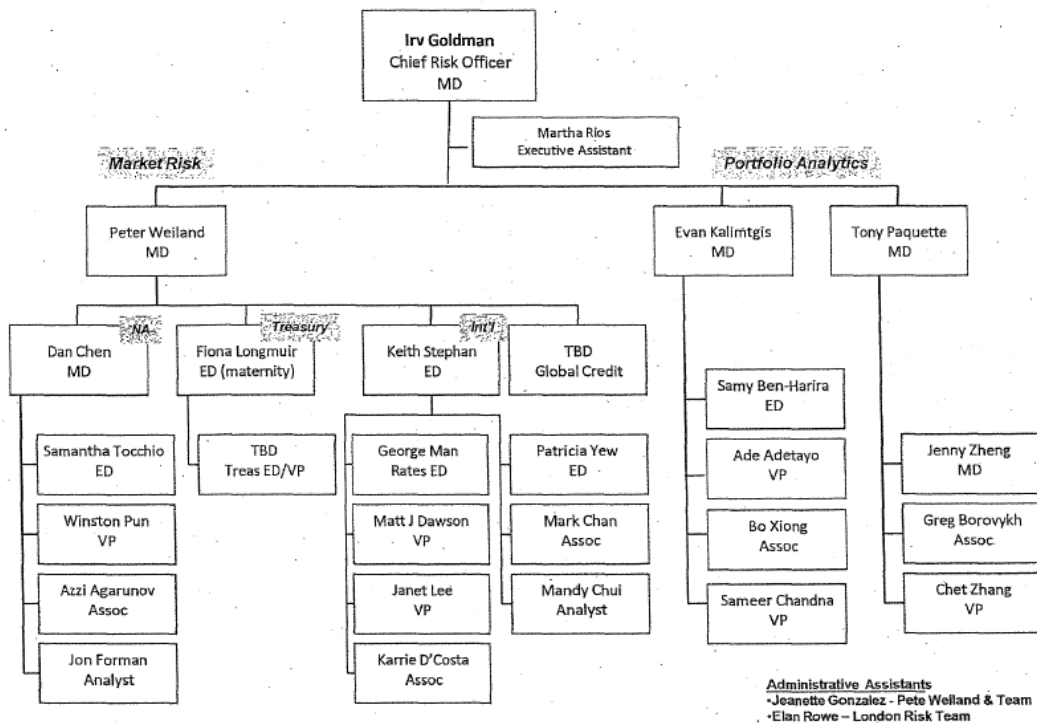 Irv Goldman
Chief Risk Officer
MD
Martha Rios
Executive Assistant
Market Risk
Portfolio Analytics
Peter Weiland
MD
Evan Kalimtgis
MD
Tony Paquette
MD
'NA
Treasury
Int'l
Dan Chen
MD
Fiona Longmuir
ED (maternity)
Keith Stephan
ED
TBD
Global Credit
Samantha Tocchio
ED
Winston Pun
VP
Azzi Agarunov
Assoc
Jon Forman
Analyst
TBD
Treas ED/VP
George Man
Rates ED
Matt J Dawson
VP
Janet Lee
VP
Karrie D'Costa
Assoc
Patricia Yew
ED
Mark Chan
Assoc
Mandy Chui
Analyst
Samy Ben-Harira
ED
Ade Adetayo
VP
Bo Xiong
Assoc
Sameer Chandna
VP
Jenny Zheng
MD
Greg Borovykh
Assoc
Chet Zhang
VP
Administrative Assistants
•Jeanette Gonzalez - Pete Weiland & Team
•Elan Rowe – London Risk Team